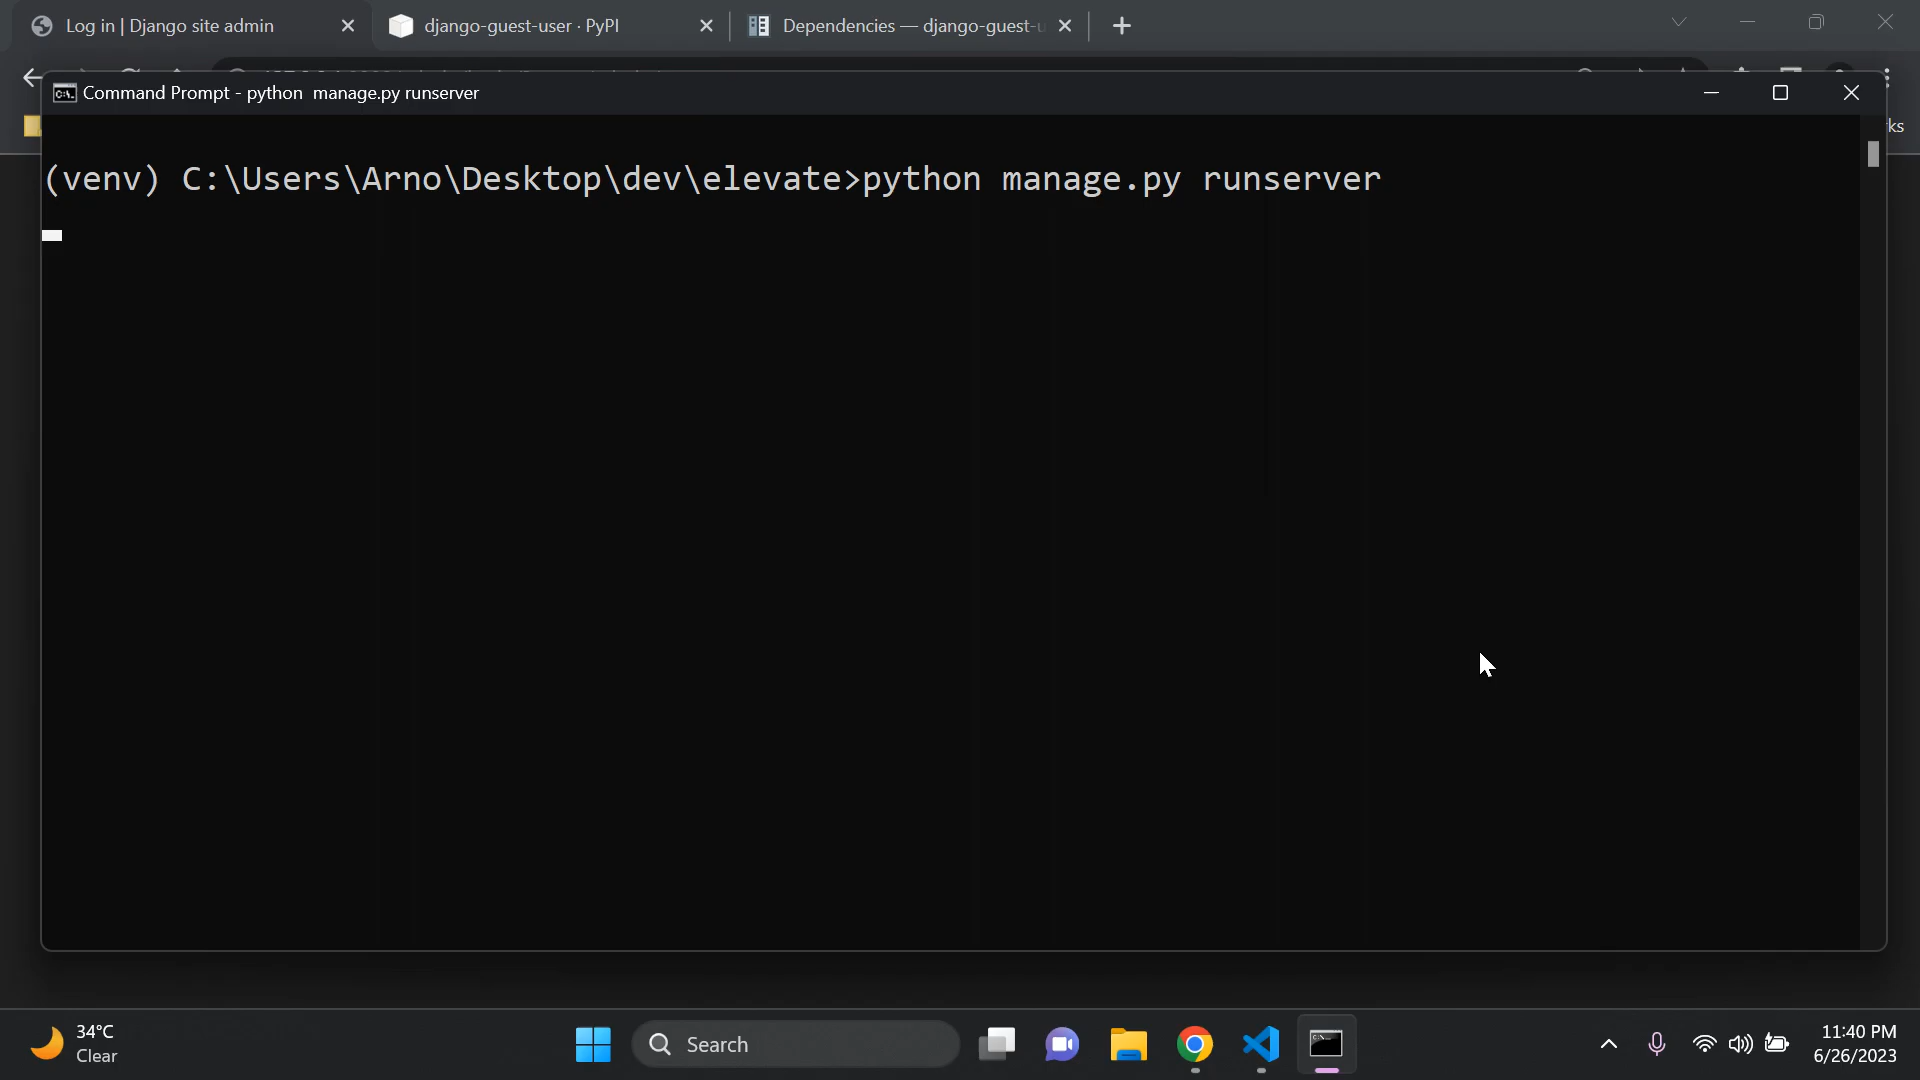 Log in | Django site admin
django-guest-user · PyPI
Dependencies — django-guest-u
Command Prompt - python  manage.py runserver
ks
(venv) C:\Users\Arno\Desktop\dev\elevate>python manage.py runserver
34°C
Clear
Search
11:40 PM
6/26/2023